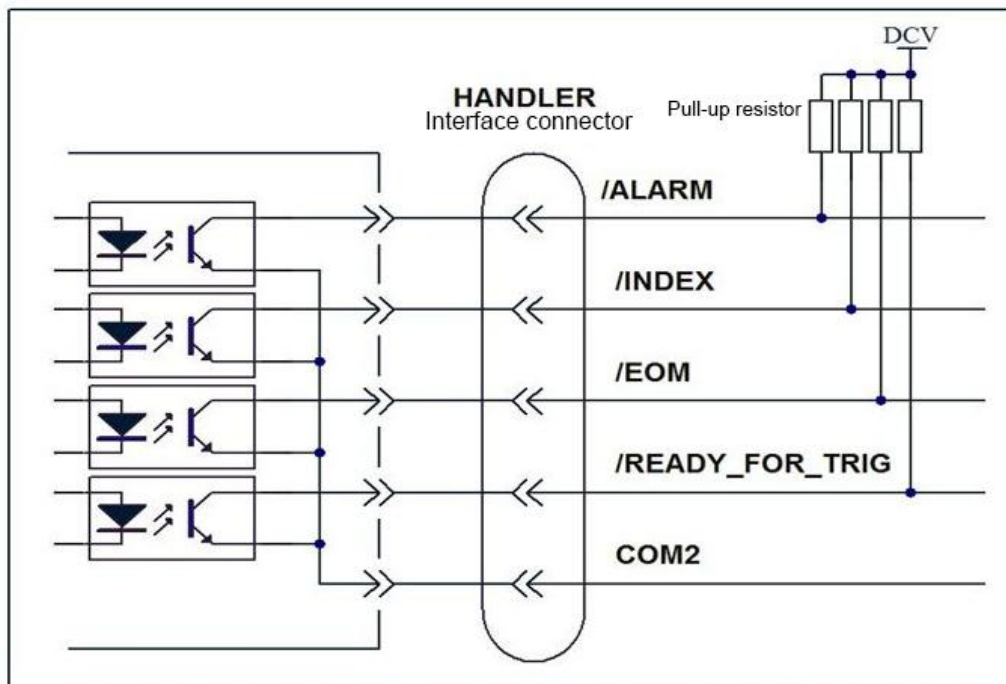 DCV
HANDLER
Interface connector
Pull-up resistor
/ALARM
/INDEX
/EOM
/READY_FOR_TRIG
COM2